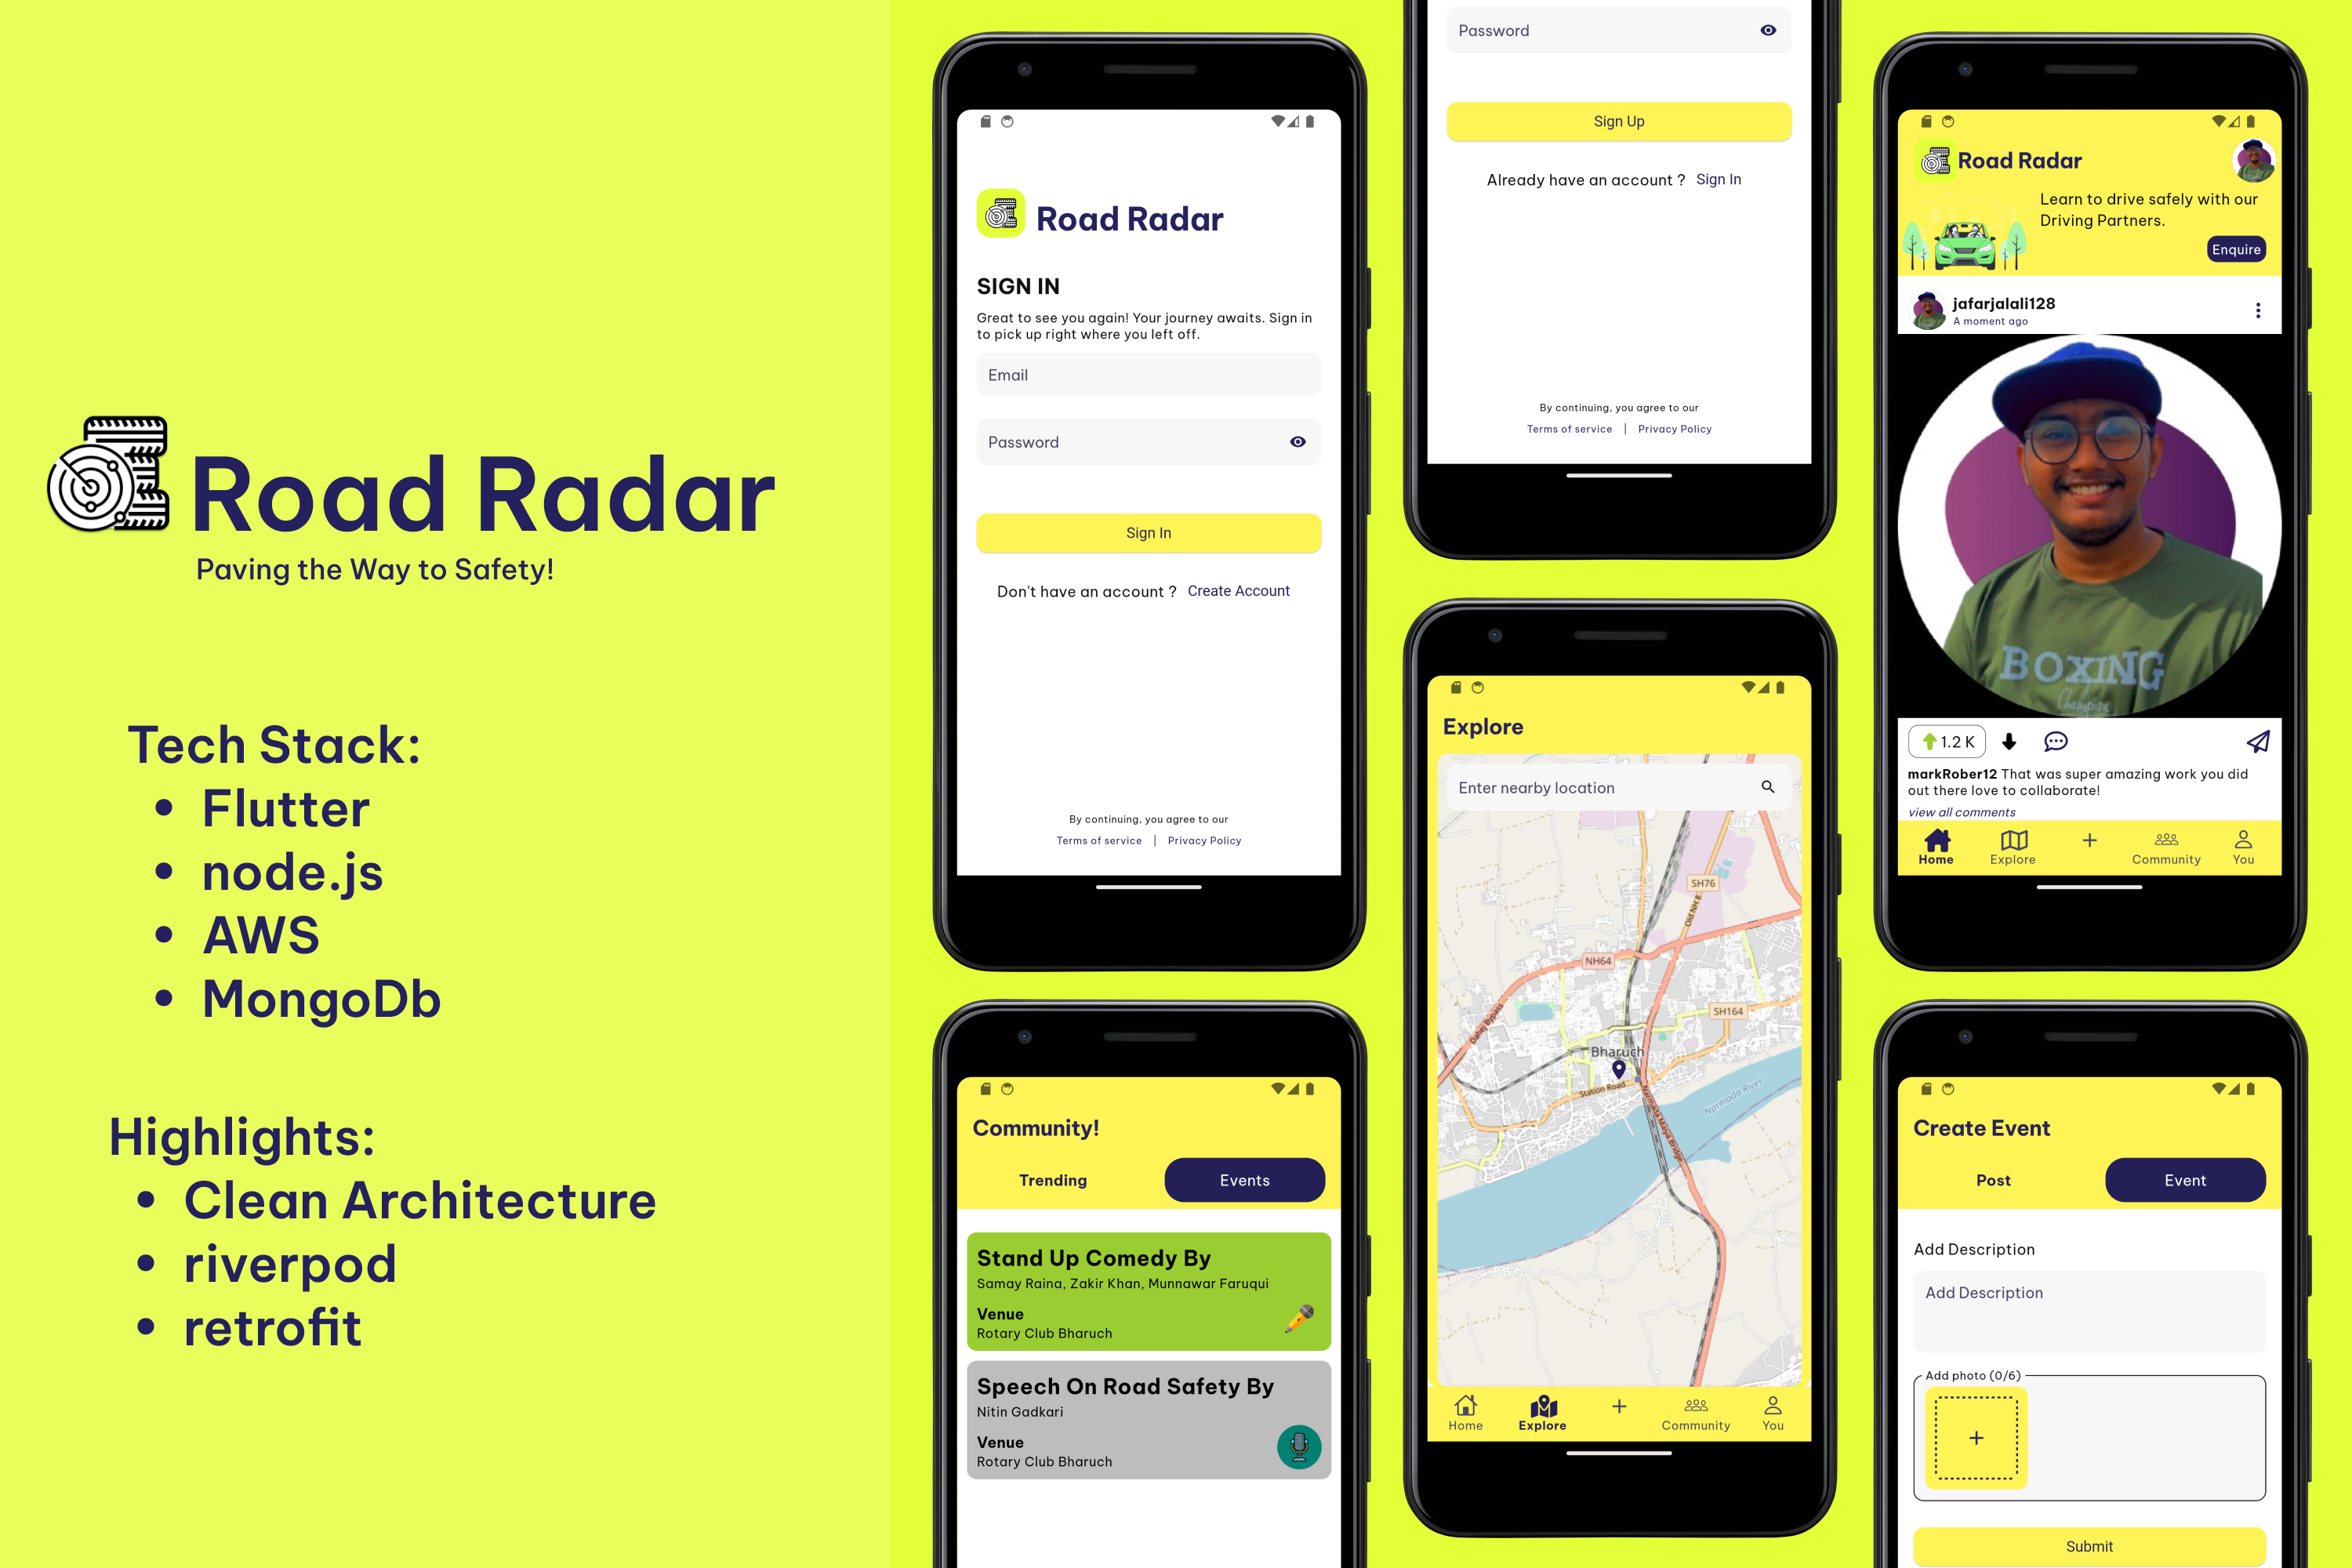 Road Radar
Paving the Way to Safety!
Tech Stack:
• Flutter
• node.js
• AWS
• MongoDb
Highlights:
• Clean Architecture
• riverpod
• retrofit
Road Radar
SIGN IN
Great to see you again! Your journey awaits. Sign in
to pick up right where you left off.
Email
Password
Sign In
Don't have an account ? Create Account
By continuing, you agree to our
Terms of service | Privacy Policy
Community!
Trending
Events
Stand Up Comedy By
Samay Raina, Zakir Khan, Munnawar Faruqui
Venue
Rotary Club Bharuch
Speech On Road Safety By
Nitin Gadkari
Venue
Rotary Club Bharuch
Password
Sign Up
Already have an account ? Sign In
By continuing, you agree to our
Terms of service | Privacy Policy
Explore
Enter nearby location
SH76
Old NH 8
NH64
SH164
Dahej Bypass
Bharuch
Station Road
Narmada River
Narmada Maiya Bridge
Home
Explore
+
Community
You
Road Radar
Learn to drive safely with our
Driving Partners.
Enquire
jafarjalali128
A moment ago
BOXING
Champion
1.2 K
markRober12 That was super amazing work you did
out there love to collaborate!
view all comments
Home
Explore
+
Community
You
Create Event
Post
Event
Add Description
Add Description
Add photo (0/6)
+
Submit